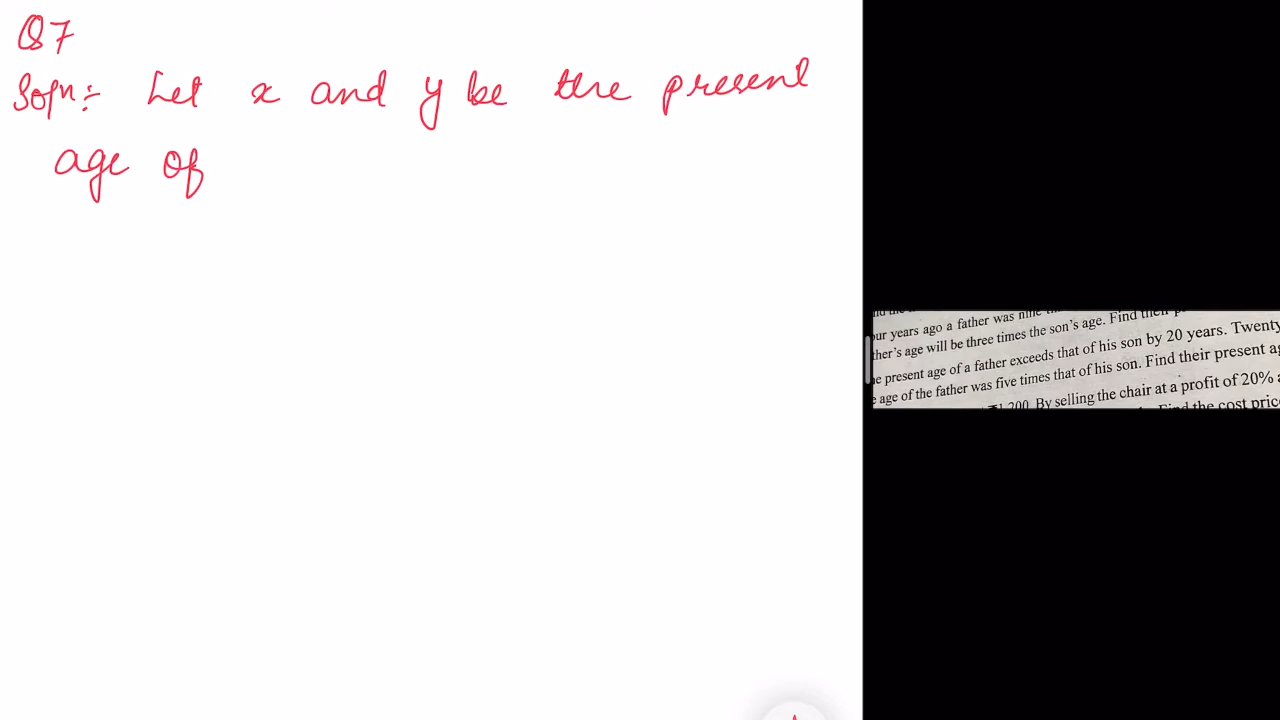 Q7
Soln:- Let x and y be the present
age of
our years ago a father was nine
ther's age will be three times the son's age. Find their
e present age of a father exceeds that of his son by 20 years. Twenty
age of the father was five times that of his son. Find their present
1,200. By selling the chair at a profit of 20%
Find the cost price